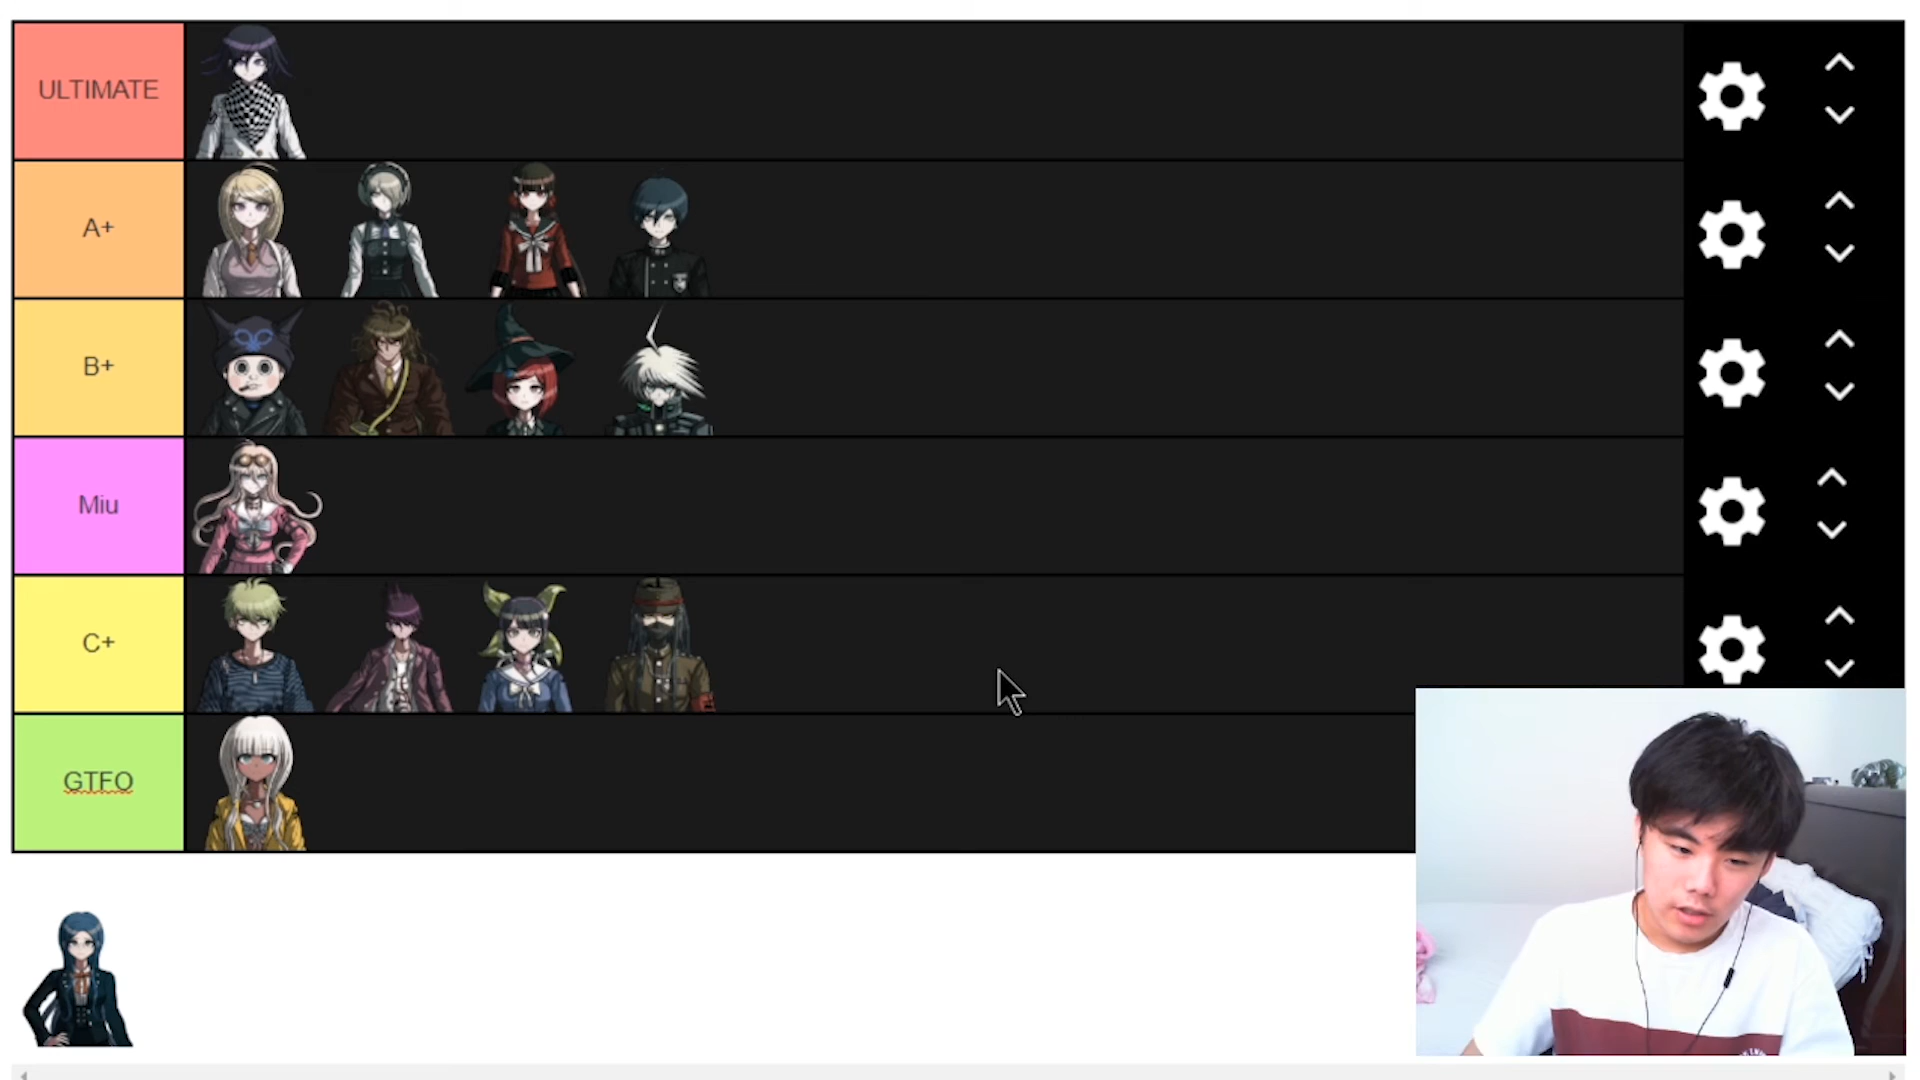 ULTIMATE
A+
B+
Miu
C+
GTFO